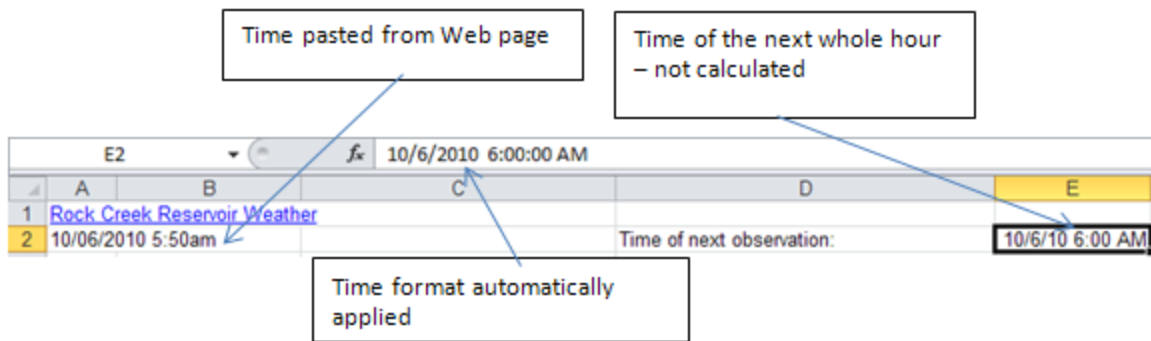 Time pasted from Web page
Time of the next whole hour
– not calculated
E2 fx 10/6/2010 6:00:00 AM
A B C D E
1 Rock Creek Reservoir Weather
2 10/06/2010 5:50am Time of next observation: 10/6/10 6:00 AM
Time format automatically
applied